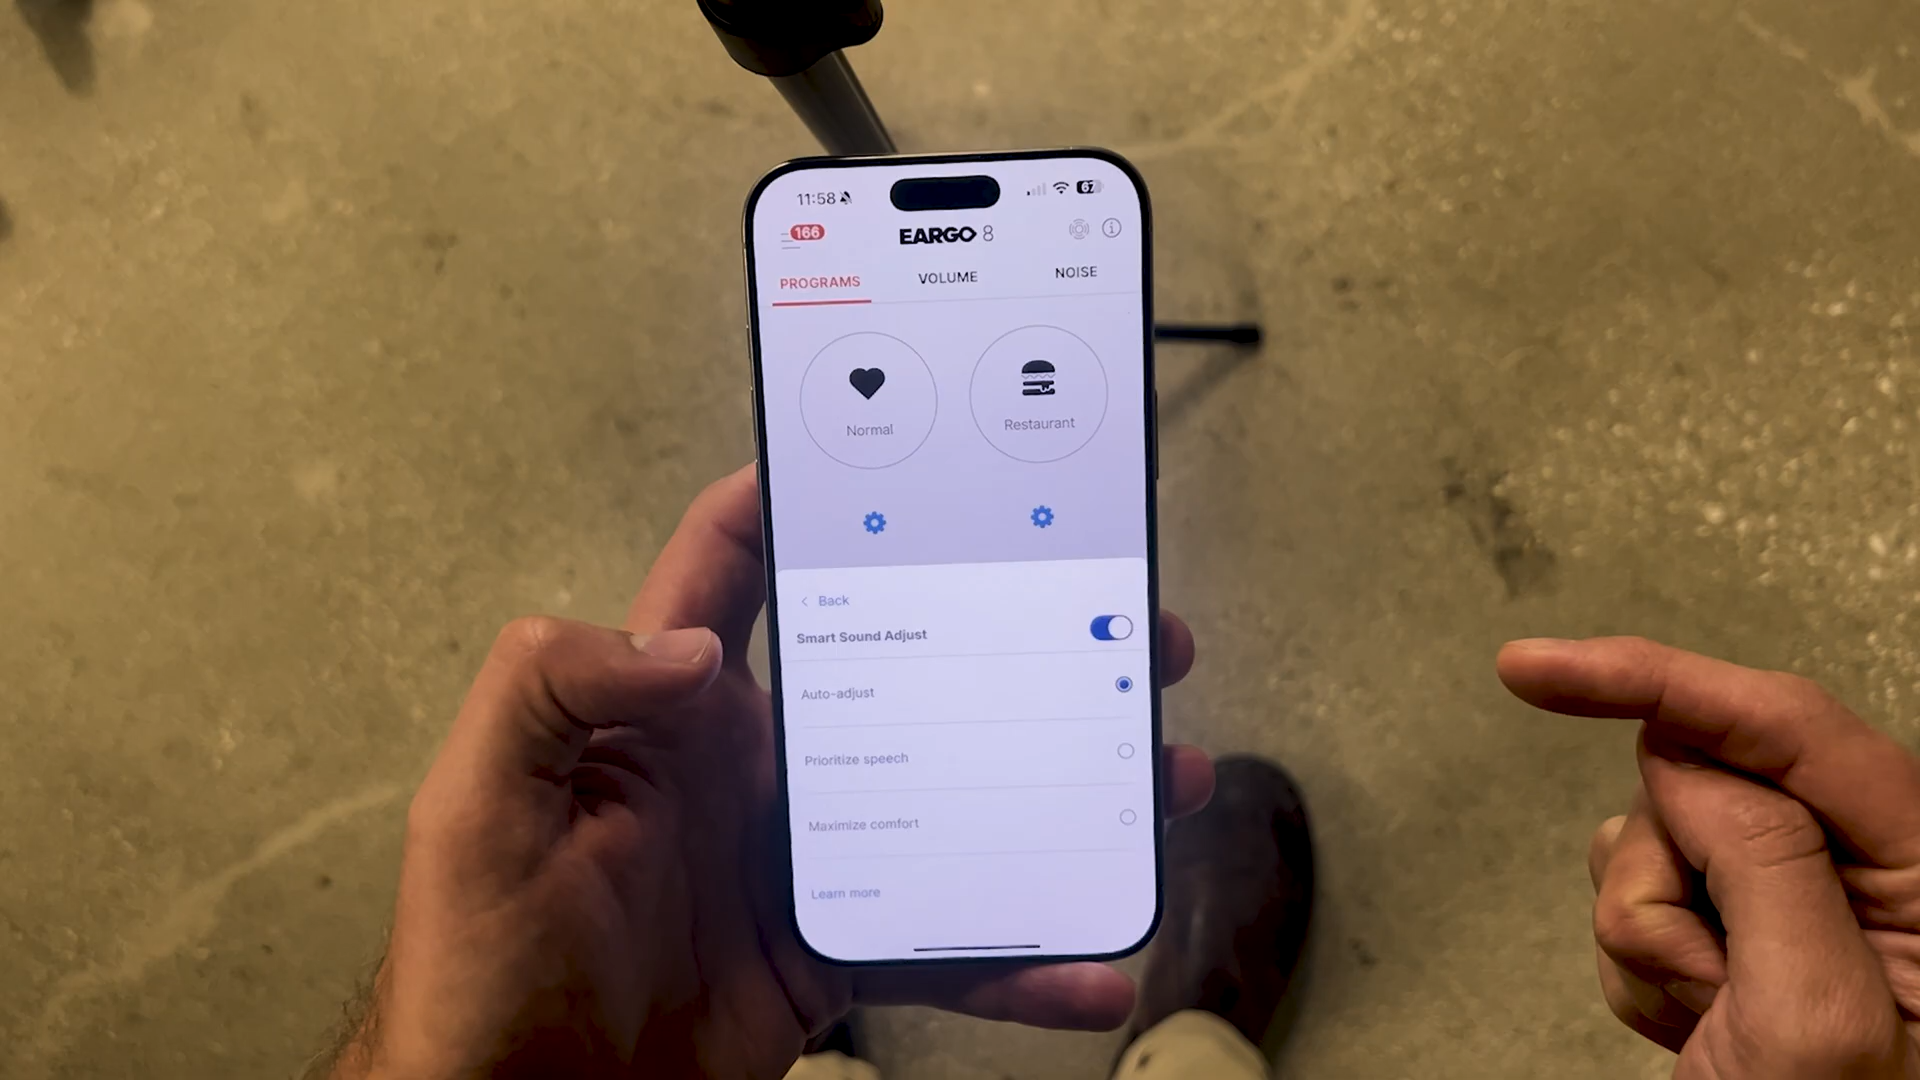 11:58
67
166
EARGO 8
PROGRAMS
VOLUME
NOISE
Normal
Restaurant
Back
Smart Sound Adjust
Auto-adjust
Prioritize speech
Maximize comfort
Learn more